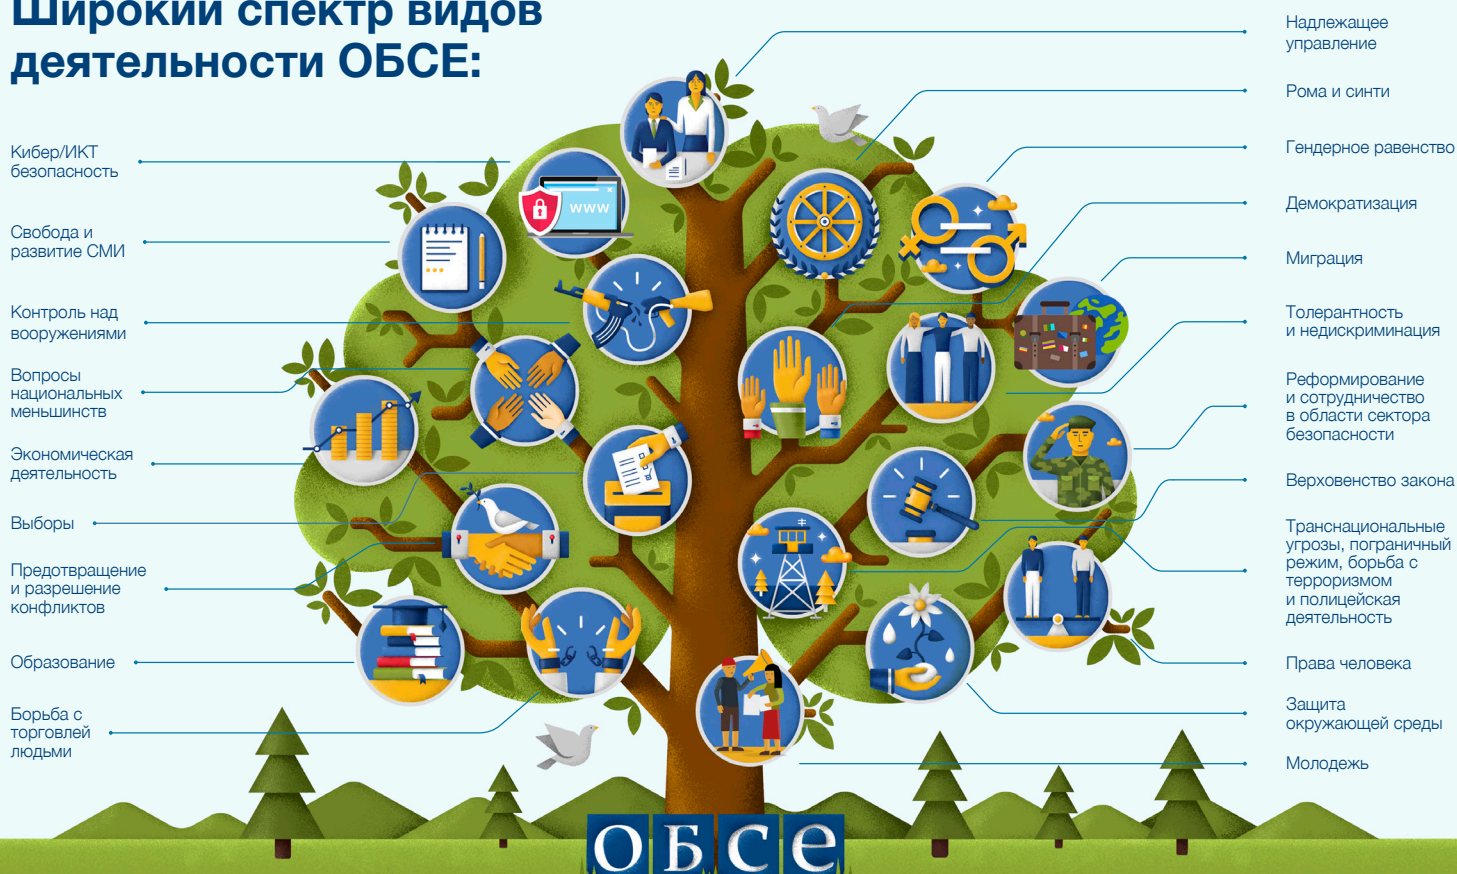 Широкий спектр видов
деятельности ОБСЕ:
Кибер/ИКТ
безопасность
Свобода и
развитие СМИ
Контроль над
вооружениями
Вопросы
национальных
меньшинств
Экономическая
деятельность
Выборы
Предотвращение
и разрешение
конфликтов
Образование
Борьба с
торговлей
людьми
www
Надлежащее
управление
Рома и синти
Гендерное равенство
Демократизация
Миграция
Толерантность
и недискриминация
Реформирование
и сотрудничество
в области сектора
безопасности
Верховенство закона
Транснациональные
угрозы, пограничный
режим, борьба с
терроризмом
и полицейская
деятельность
Права человека
Защита
окружающей среды
Молодежь
ОБСЕ